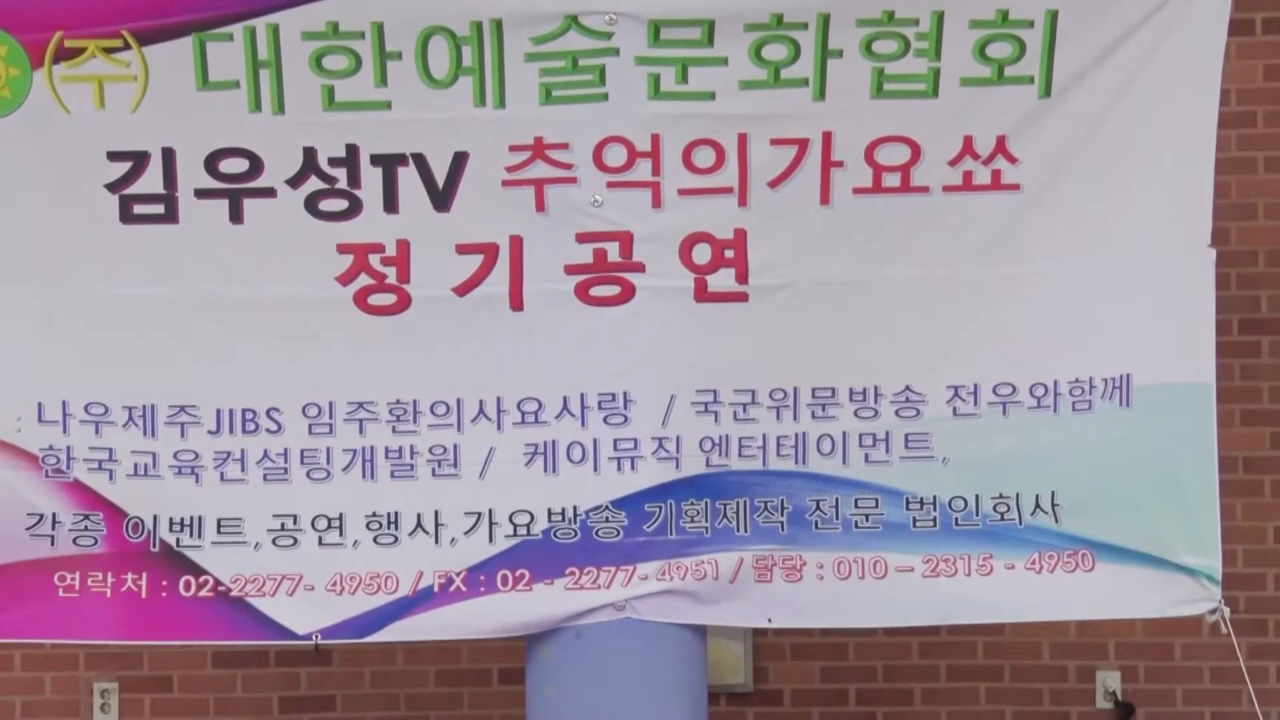 (주) 대한예술문화협회
김우성TV 추억의가요쑈
정기공연
나우제주JIBS 임주환의사요사랑 / 국군위문방송 전우와함께
한국교육컨설팅개발원 / 케이뮤직 엔터테이먼트,
각종 이벤트,공연,행사,가요방송 기획제작 전문 법인회사
연락처 : 02-2277- 4950 / FX : 02 - 2277- 4951 / 담당 : 010 – 2315 - 4950